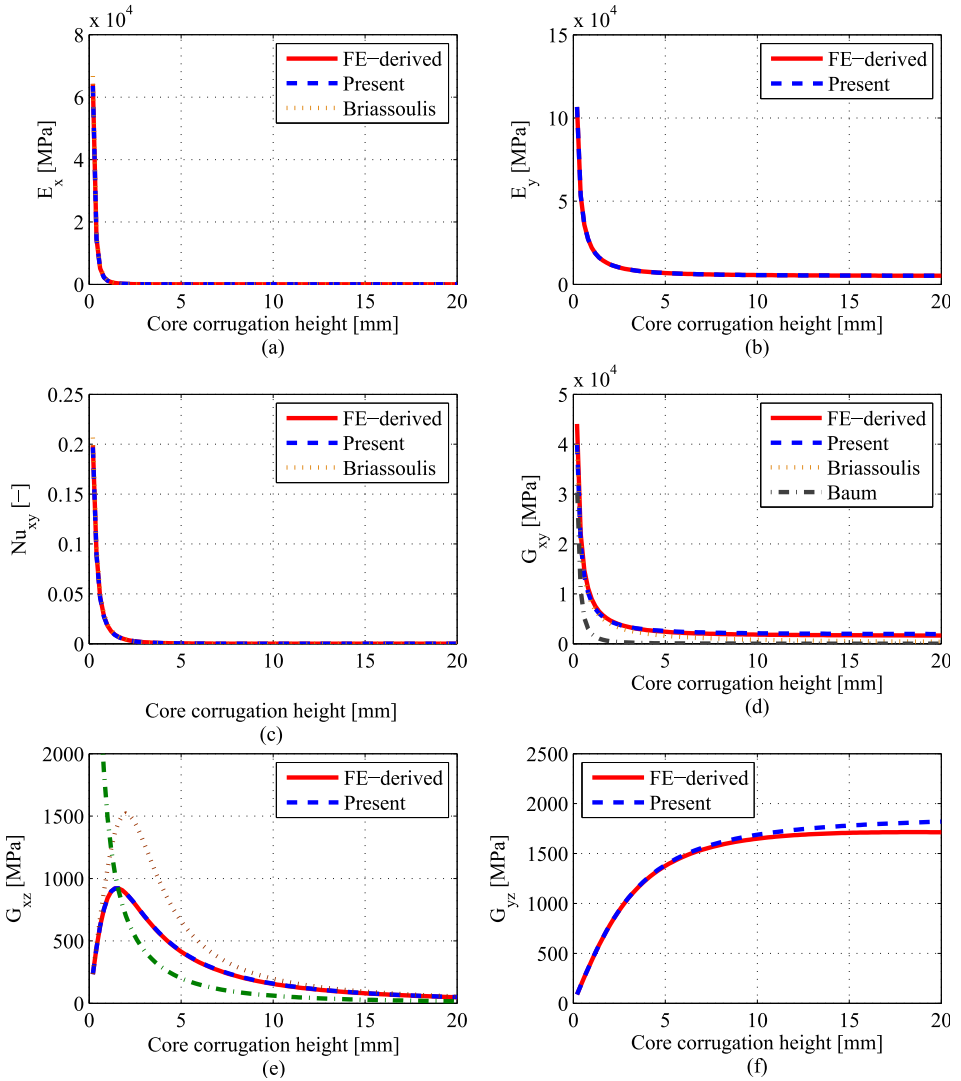 x 10^4
8
6
4
2
0
E_x [MPa]
FE−derived
Present
Briassoulis
0 5 10 15 20
Core corrugation height [mm]
(a)
x 10^4
15
10
5
0
E_y [MPa]
FE−derived
Present
0 5 10 15 20
Core corrugation height [mm]
(b)
0.25
0.2
0.15
0.1
0.05
0
Nu_xy [−]
FE−derived
Present
Briassoulis
0 5 10 15 20
Core corrugation height [mm]
(c)
x 10^4
5
4
3
2
1
0
G_xy [MPa]
FE−derived
Present
Briassoulis
Baum
0 5 10 15 20
Core corrugation height [mm]
(d)
2000
1500
1000
500
0
G_xz [MPa]
FE−derived
Present
0 5 10 15 20
Core corrugation height [mm]
(e)
2500
2000
1500
1000
500
0
G_yz [MPa]
FE−derived
Present
0 5 10 15 20
Core corrugation height [mm]
(f)